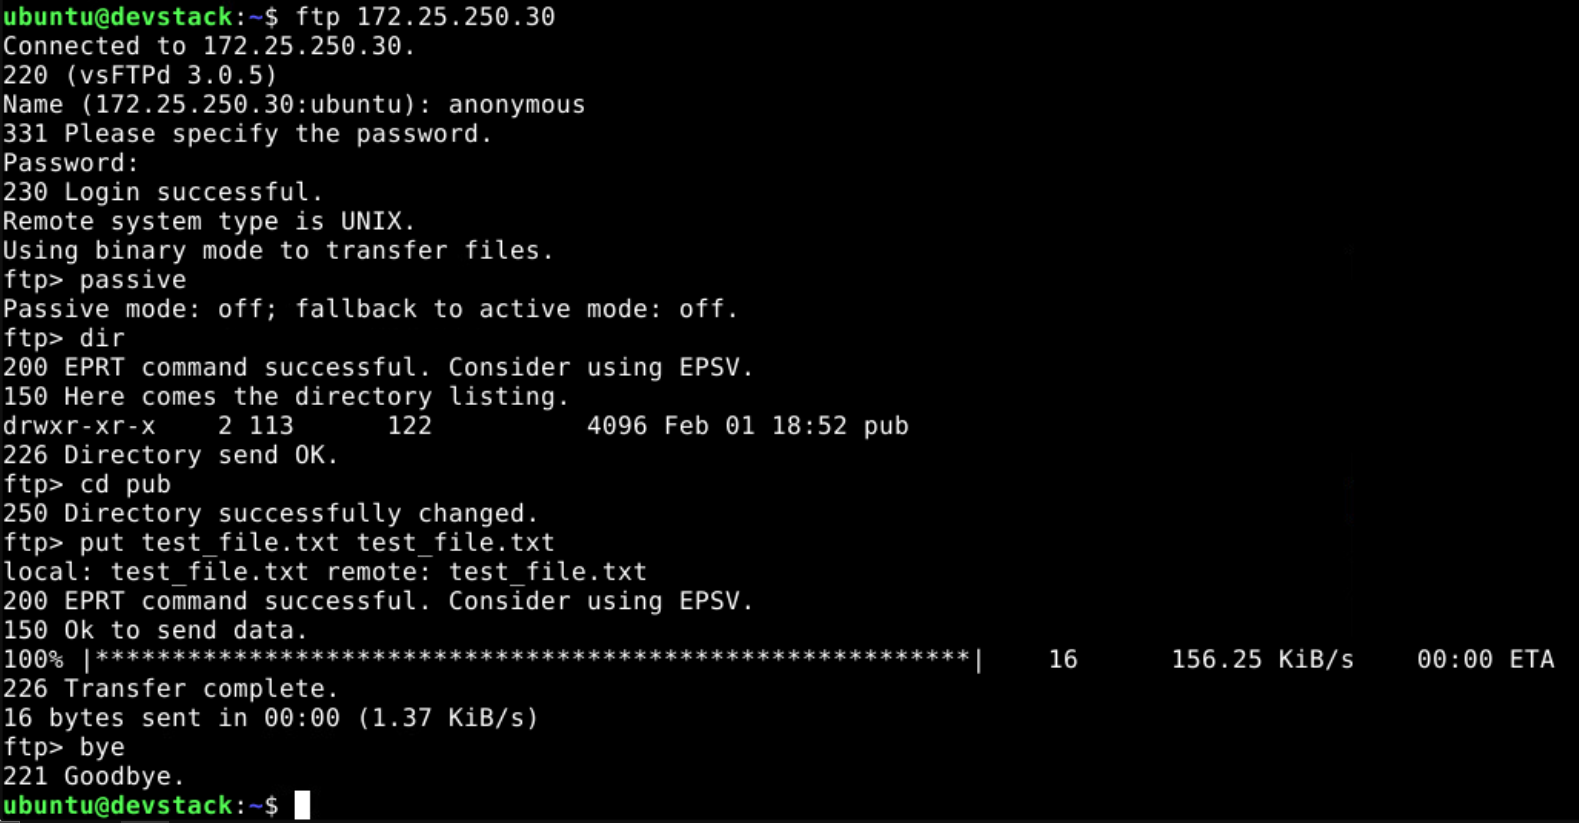 ubuntu@devstack:~$ ftp 172.25.250.30
Connected to 172.25.250.30.
220 (vsFTPd 3.0.5)
Name (172.25.250.30:ubuntu): anonymous
331 Please specify the password.
Password:
230 Login successful.
Remote system type is UNIX.
Using binary mode to transfer files.
ftp> passive
Passive mode: off; fallback to active mode: off.
ftp> dir
200 EPRT command successful. Consider using EPSV.
150 Here comes the directory listing.
drwxr-xr-x    2 113      122          4096 Feb 01 18:52 pub
226 Directory send OK.
ftp> cd pub
250 Directory successfully changed.
ftp> put test_file.txt test_file.txt
local: test_file.txt remote: test_file.txt
200 EPRT command successful. Consider using EPSV.
150 Ok to send data.
100% |*********************************************************|    16      156.25 KiB/s    00:00 ETA
226 Transfer complete.
16 bytes sent in 00:00 (1.37 KiB/s)
ftp> bye
221 Goodbye.
ubuntu@devstack:~$